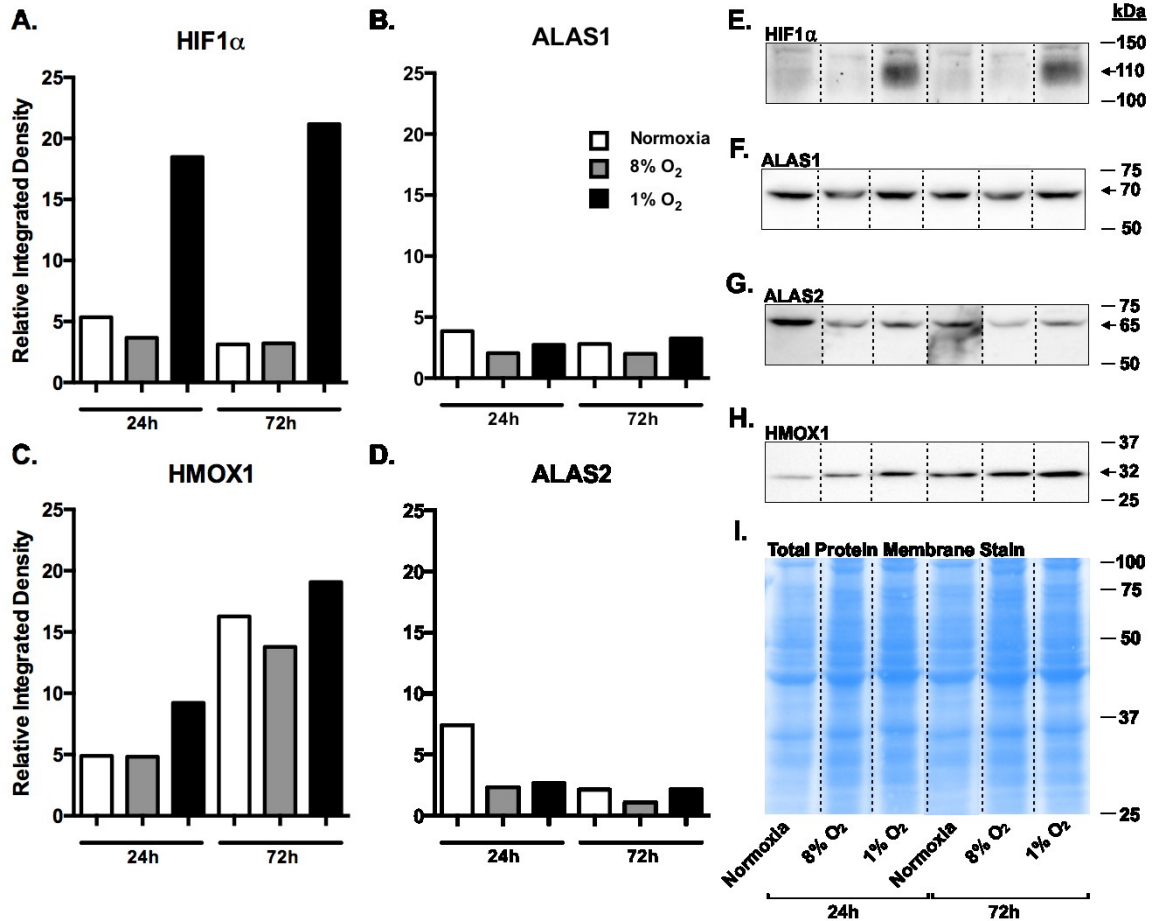 A.
HIF1α
Relative Integrated Density
25
20
15
10
5
0
24h
72h
B.
ALAS1
25
20
15
10
5
0
Normoxia
8% O₂
1% O₂
24h
72h
C.
HMOX1
Relative Integrated Density
25
20
15
10
5
0
24h
72h
D.
ALAS2
25
20
15
10
5
0
24h
72h
kDa
E.
HIF1α
150
110
100
F.
ALAS1
75
70
50
G.
ALAS2
75
65
50
H.
HMOX1
37
32
25
I.
Total Protein Membrane Stain
100
75
50
37
25
Normoxia
8% O₂
1% O₂
Normoxia
8% O₂
1% O₂
24h
72h